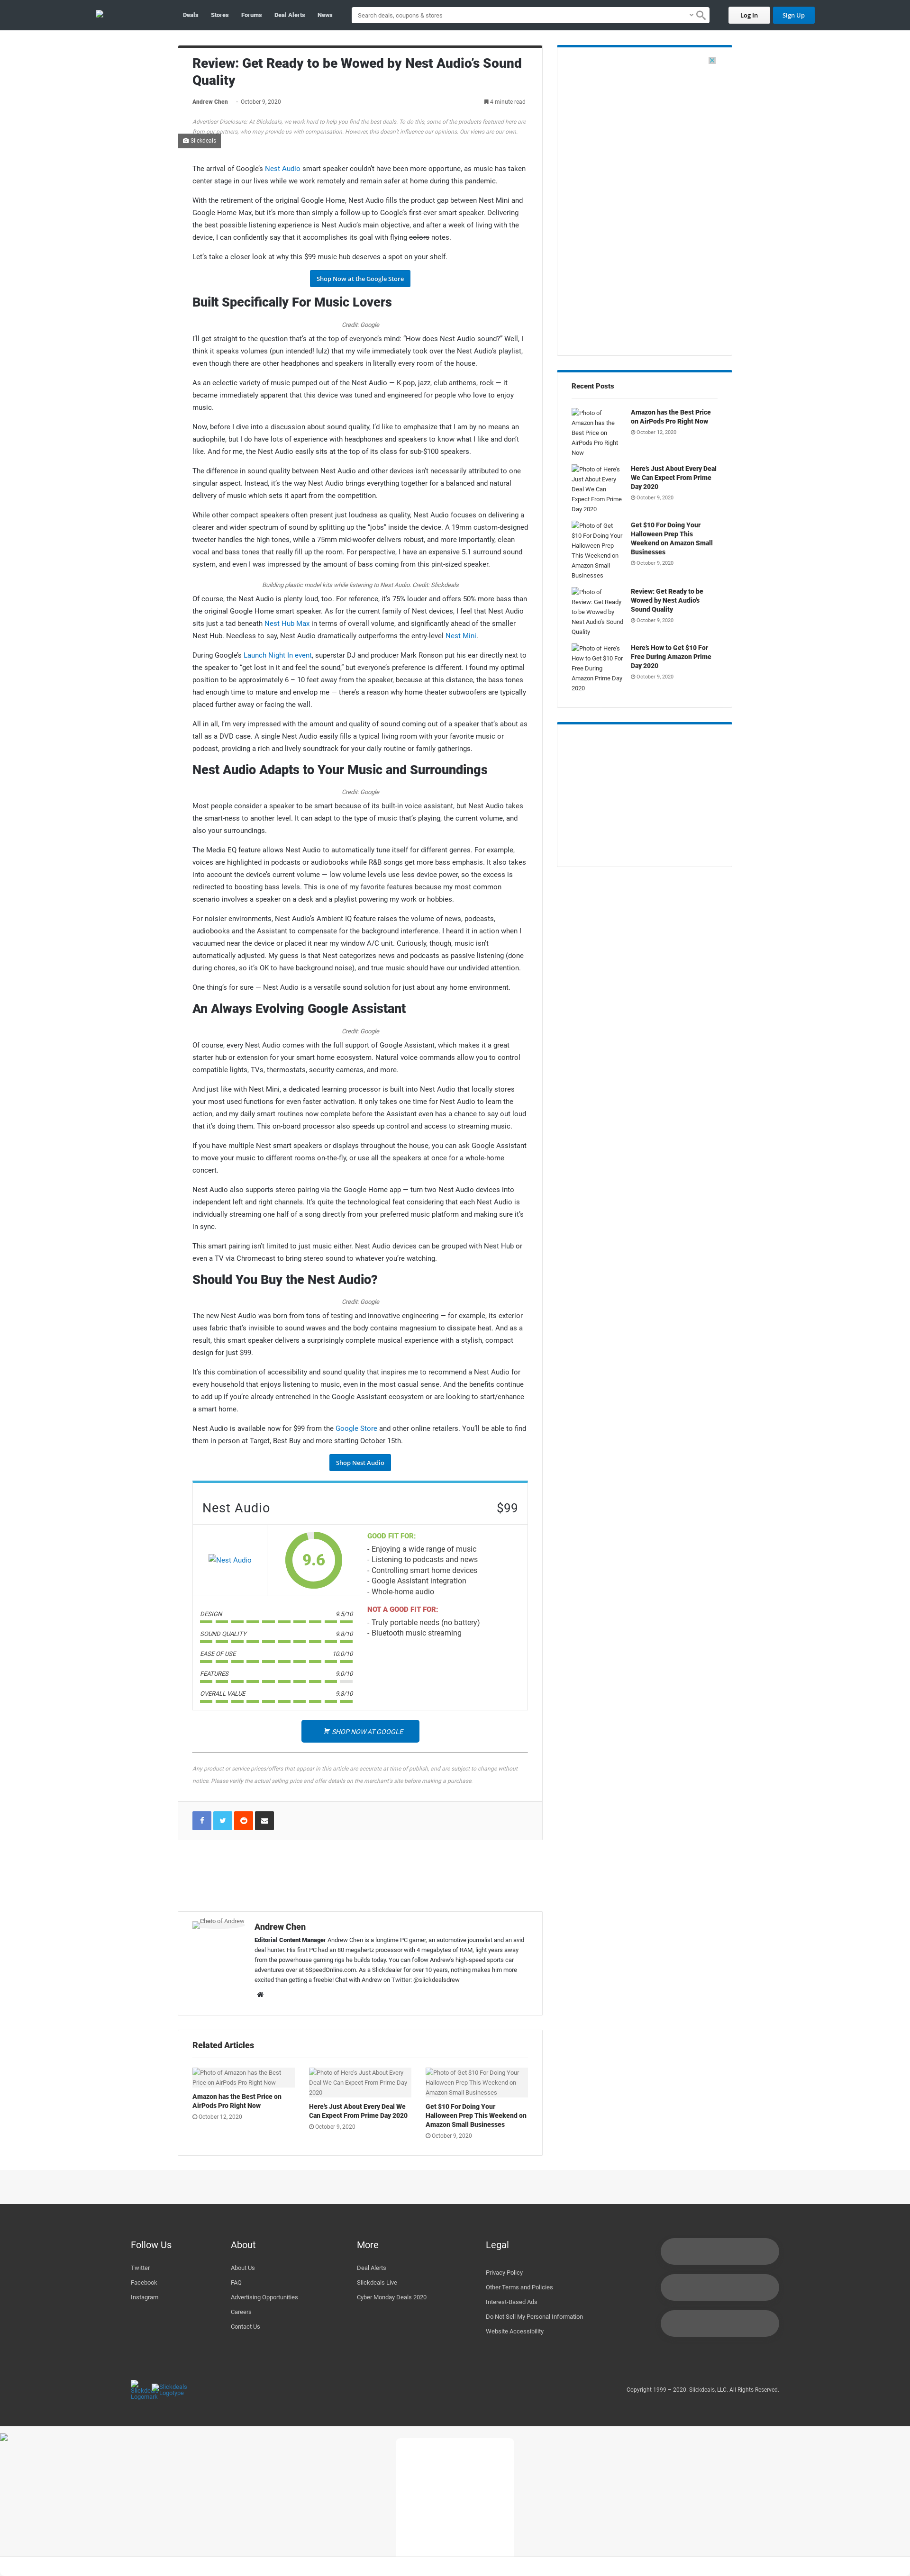 Deals Stores Forums Deal Alerts News Search deals, coupons & stores Log In Sign Up
Review: Get Ready to be Wowed by Nest Audio’s Sound
Quality
Andrew Chen · October 9, 2020 4 minute read
Advertiser Disclosure: At Slickdeals, we work hard to help you find the best deals. To do this, some of the products featured here are
from our partners, who may provide us with compensation. However, this doesn’t influence our opinions. Our views are our own.
Slickdeals
The arrival of Google’s Nest Audio smart speaker couldn’t have been more opportune, as music has taken
center stage in our lives while we work remotely and remain safer at home during this pandemic.
With the retirement of the original Google Home, Nest Audio fills the product gap between Nest Mini and
Google Home Max, but it’s more than simply a follow-up to Google’s first-ever smart speaker. Delivering
the best possible listening experience is Nest Audio’s main objective, and after a week of living with the
device, I can confidently say that it accomplishes its goal with flying colors notes.
Let’s take a closer look at why this $99 music hub deserves a spot on your shelf.
Shop Now at the Google Store
Built Specifically For Music Lovers
Credit: Google
I’ll get straight to the question that’s at the top of everyone’s mind: “How does Nest Audio sound?” Well, I
think it speaks volumes (pun intended! lulz) that my wife immediately took over the Nest Audio’s playlist,
even though there are other headphones and speakers in literally every room of the house.
As an eclectic variety of music pumped out of the Nest Audio — K-pop, jazz, club anthems, rock — it
became immediately apparent that this device was tuned and engineered for people who love to enjoy
music.
Now, before I dive into a discussion about sound quality, I’d like to emphasize that I am by no means an
audiophile, but I do have lots of experience with headphones and speakers to know what I like and don’t
like. And for me, the Nest Audio easily sits at the top of its class for sub-$100 speakers.
The difference in sound quality between Nest Audio and other devices isn’t necessarily attributed to one
singular aspect. Instead, it’s the way Nest Audio brings everything together for a balanced and natural
delivery of music which sets it apart from the competition.
While other compact speakers often present just loudness as quality, Nest Audio focuses on delivering a
clearer and wider spectrum of sound by splitting up the “jobs” inside the device. A 19mm custom-designed
tweeter handles the high tones, while a 75mm mid-woofer delivers robust, and more importantly, clean
vocal and bass tones that really fill up the room. For perspective, I have an expensive 5.1 surround sound
system, and even I was impressed by the amount of bass coming from this pint-sized speaker.
Building plastic model kits while listening to Nest Audio. Credit: Slickdeals
Of course, the Nest Audio is plenty loud, too. For reference, it’s 75% louder and offers 50% more bass than
the original Google Home smart speaker. As for the current family of Nest devices, I feel that Nest Audio
sits just a tad beneath Nest Hub Max in terms of overall volume, and significantly ahead of the smaller
Nest Hub. Needless to say, Nest Audio dramatically outperforms the entry-level Nest Mini.
During Google’s Launch Night In event, superstar DJ and producer Mark Ronson put his ear directly next to
the speaker to “get lost in it and feel the sound,” but everyone’s preference is different. I found my optimal
position to be approximately 6 – 10 feet away from the speaker, because at this distance, the bass tones
had enough time to mature and envelop me — there’s a reason why home theater subwoofers are typically
placed further away or facing the wall.
All in all, I’m very impressed with the amount and quality of sound coming out of a speaker that’s about as
tall as a DVD case. A single Nest Audio easily fills a typical living room with your favorite music or
podcast, providing a rich and lively soundtrack for your daily routine or family gatherings.
Nest Audio Adapts to Your Music and Surroundings
Credit: Google
Most people consider a speaker to be smart because of its built-in voice assistant, but Nest Audio takes
the smart-ness to another level. It can adapt to the type of music that’s playing, the current volume, and
also your surroundings.
The Media EQ feature allows Nest Audio to automatically tune itself for different genres. For example,
voices are highlighted in podcasts or audiobooks while R&B songs get more bass emphasis. It also takes
into account the device’s current volume — low volume levels use less device power, so the excess is
redirected to boosting bass levels. This is one of my favorite features because my most common
scenario involves a speaker on a desk and a playlist powering my work or hobbies.
For noisier environments, Nest Audio’s Ambient IQ feature raises the volume of news, podcasts,
audiobooks and the Assistant to compensate for the background interference. I heard it in action when I
vacuumed near the device or placed it near my window A/C unit. Curiously, though, music isn’t
automatically adjusted. My guess is that Nest categorizes news and podcasts as passive listening (done
during chores, so it’s OK to have background noise), and true music should have our undivided attention.
One thing’s for sure — Nest Audio is a versatile sound solution for just about any home environment.
An Always Evolving Google Assistant
Credit: Google
Of course, every Nest Audio comes with the full support of Google Assistant, which makes it a great
starter hub or extension for your smart home ecosystem. Natural voice commands allow you to control
compatible lights, TVs, thermostats, security cameras, and more.
And just like with Nest Mini, a dedicated learning processor is built into Nest Audio that locally stores
your most used functions for even faster activation. It only takes one time for Nest Audio to learn the
action, and my daily smart routines now complete before the Assistant even has a chance to say out loud
that it’s doing them. This on-board processor also speeds up control and access to streaming music.
If you have multiple Nest smart speakers or displays throughout the house, you can ask Google Assistant
to move your music to different rooms on-the-fly, or use all the speakers at once for a whole-home
concert.
Nest Audio also supports stereo pairing via the Google Home app — turn two Nest Audio devices into
independent left and right channels. It’s quite the technological feat considering that each Nest Audio is
individually streaming one half of a song directly from your preferred music platform and making sure it’s
in sync.
This smart pairing isn’t limited to just music either. Nest Audio devices can be grouped with Nest Hub or
even a TV via Chromecast to bring stereo sound to whatever you’re watching.
Should You Buy the Nest Audio?
Credit: Google
The new Nest Audio was born from tons of testing and innovative engineering — for example, its exterior
uses fabric that’s invisible to sound waves and the body contains magnesium to dissipate heat. And as a
result, this smart speaker delivers a surprisingly complete musical experience with a stylish, compact
design for just $99.
It’s this combination of accessibility and sound quality that inspires me to recommend a Nest Audio for
every household that enjoys listening to music, even in the most casual sense. And the benefits continue
to add up if you’re already entrenched in the Google Assistant ecosystem or are looking to start/enhance
a smart home.
Nest Audio is available now for $99 from the Google Store and other online retailers. You’ll be able to find
them in person at Target, Best Buy and more starting October 15th.
Shop Nest Audio
Nest Audio $99
Nest Audio
9.6
DESIGN 9.5/10
SOUND QUALITY 9.8/10
EASE OF USE 10.0/10
FEATURES 9.0/10
OVERALL VALUE 9.8/10
GOOD FIT FOR:
- Enjoying a wide range of music
- Listening to podcasts and news
- Controlling smart home devices
- Google Assistant integration
- Whole-home audio
NOT A GOOD FIT FOR:
- Truly portable needs (no battery)
- Bluetooth music streaming
SHOP NOW AT GOOGLE
Any product or service prices/offers that appear in this article are accurate at time of publish, and are subject to change without
notice. Please verify the actual selling price and offer details on the merchant’s site before making a purchase.
Photo of Andrew
Andrew Chen
Editorial Content Manager Andrew Chen is a longtime PC gamer, an automotive journalist and an avid
deal hunter. His first PC had an 80 megahertz processor with 4 megabytes of RAM, light years away
from the powerhouse gaming rigs he builds today. You can follow Andrew's high-speed sports car
adventures over at 6SpeedOnline.com. As a Slickdealer for over 10 years, nothing makes him more
excited than getting a freebie! Chat with Andrew on Twitter: @slickdealsdrew
Related Articles
Photo of Amazon has the Best
Price on AirPods Pro Right Now
Amazon has the Best Price on
AirPods Pro Right Now
October 12, 2020
Photo of Here’s Just About Every
Deal We Can Expect From Prime Day
2020
Here’s Just About Every Deal We
Can Expect From Prime Day 2020
October 9, 2020
Photo of Get $10 For Doing Your
Halloween Prep This Weekend on
Amazon Small Businesses
Get $10 For Doing Your
Halloween Prep This Weekend on
Amazon Small Businesses
October 9, 2020
Recent Posts
Photo of
Amazon has the
Best Price on
AirPods Pro Right
Now
Amazon has the Best Price
on AirPods Pro Right Now
October 12, 2020
Photo of Here’s
Just About Every
Deal We Can
Expect From Prime
Day 2020
Here’s Just About Every Deal
We Can Expect From Prime
Day 2020
October 9, 2020
Photo of Get
$10 For Doing Your
Halloween Prep
This Weekend on
Amazon Small
Businesses
Get $10 For Doing Your
Halloween Prep This
Weekend on Amazon Small
Businesses
October 9, 2020
Photo of
Review: Get Ready
to be Wowed by
Nest Audio’s Sound
Quality
Review: Get Ready to be
Wowed by Nest Audio’s
Sound Quality
October 9, 2020
Photo of Here’s
How to Get $10 For
Free During
Amazon Prime Day
2020
Here’s How to Get $10 For
Free During Amazon Prime
Day 2020
October 9, 2020
Follow Us
Twitter
Facebook
Instagram
About
About Us
FAQ
Advertising Opportunities
Careers
Contact Us
More
Deal Alerts
Slickdeals Live
Cyber Monday Deals 2020
Legal
Privacy Policy
Other Terms and Policies
Interest-Based Ads
Do Not Sell My Personal Information
Website Accessibility
Slickdeals
Logomark
Slickdeals
Logotype
Copyright 1999 – 2020. Slickdeals, LLC. All Rights Reserved.